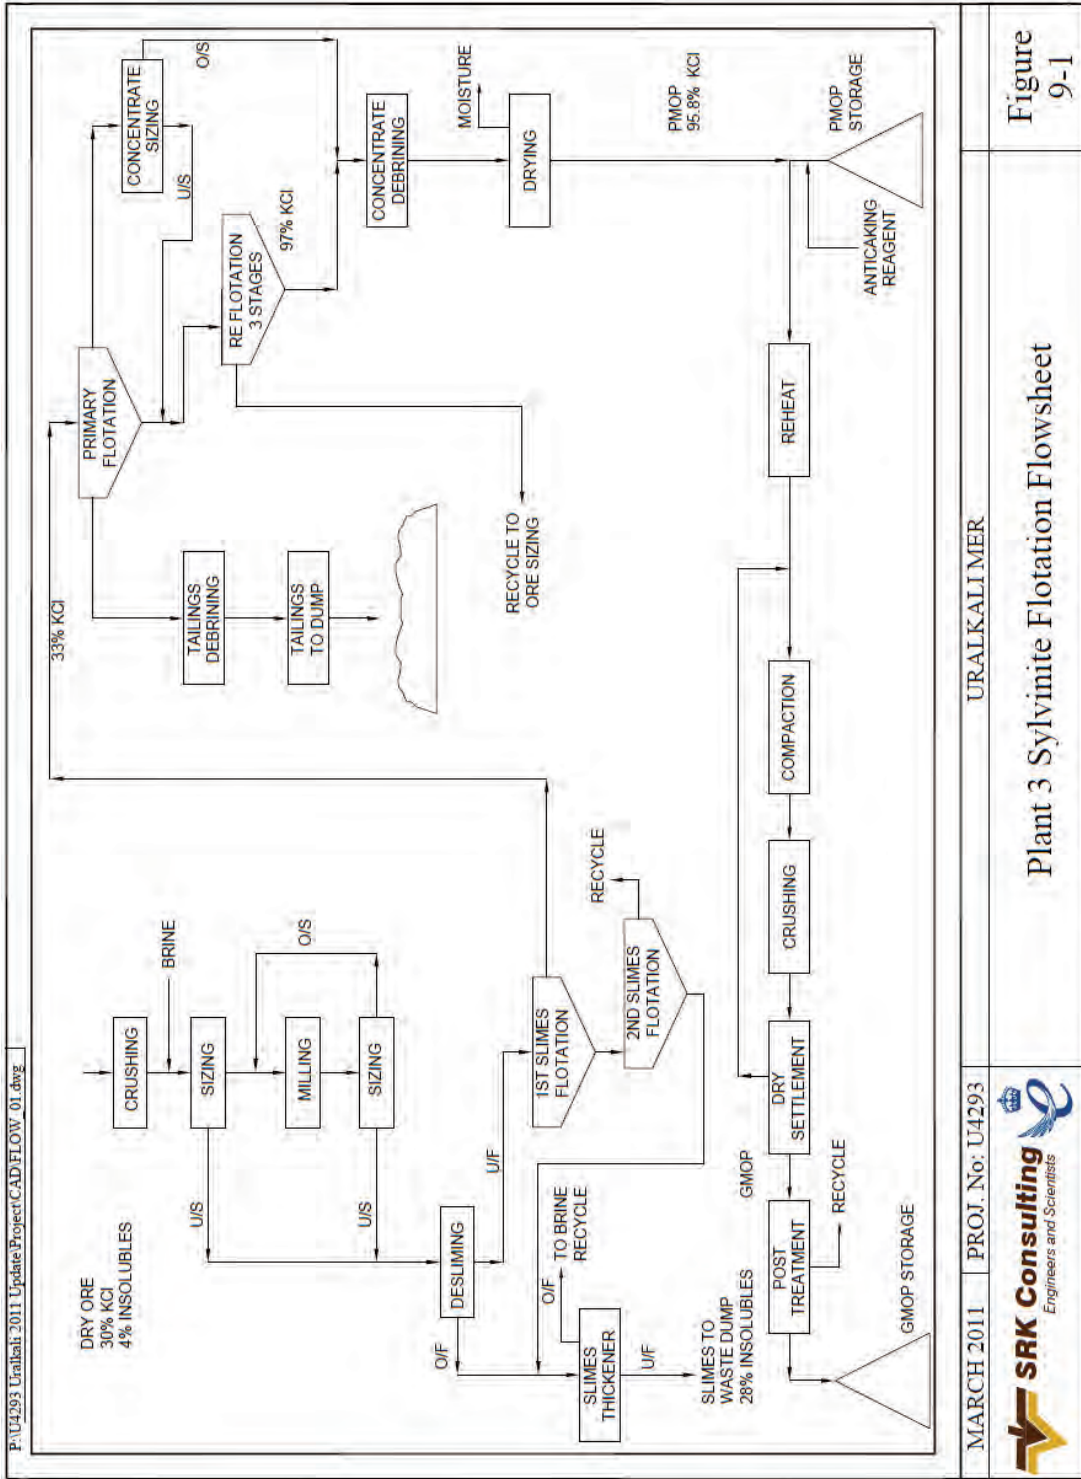 P:\U4293 Uralkali 2011 Update\Project\CAD\FLOW_01.dwg
DRY ORE
30% KCl
4% INSOLUBLES
CRUSHING
BRINE
SIZING
MILLING
O/S
SIZING
U/S
U/S
DESLIMING
O/F
U/F
1ST SLIMES
FLOTATION
2ND SLIMES
FLOTATION
RECYCLE
SLIMES
THICKENER
O/F
TO BRINE
RECYCLE
U/F
SLIMES TO
WASTE DUMP
28% INSOLUBLES
33% KCl
PRIMARY
FLOTATION
TAILINGS
DEBRINING
TAILINGS
TO DUMP
CONCENTRATE
SIZING
O/S
U/S
RE FLOTATION
3 STAGES
97% KCl
RECYCLE TO
ORE SIZING
CONCENTRATE
DEBRINING
MOISTURE
DRYING
PMOP
95.8% KCl
PMOP
STORAGE
ANTICAKING
REAGENT
REHEAT
COMPACTION
CRUSHING
DRY
SETTLEMENT
GMOP
POST
TREATMENT
RECYCLE
GMOP STORAGE
MARCH 2011
PROJ. No: U4293
URALKALI MER
SRK Consulting
Engineers and Scientists
Plant 3 Sylvinite Flotation Flowsheet
Figure
9-1